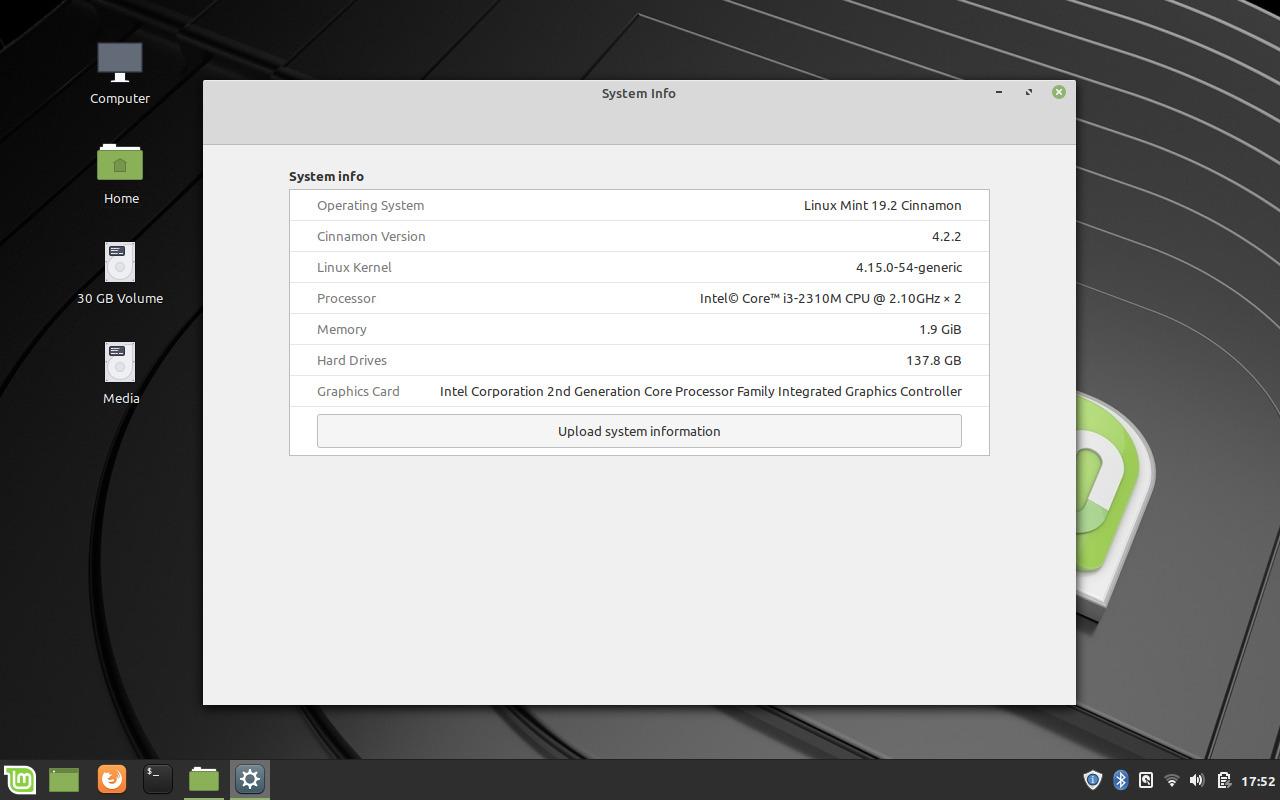 Computer
Home
30 GB Volume
Media
System Info
System info
Operating System Linux Mint 19.2 Cinnamon
Cinnamon Version 4.2.2
Linux Kernel 4.15.0-54-generic
Processor Intel© Core™ i3-2310M CPU @ 2.10GHz × 2
Memory 1.9 GiB
Hard Drives 137.8 GB
Graphics Card Intel Corporation 2nd Generation Core Processor Family Integrated Graphics Controller
Upload system information
$_
17:52